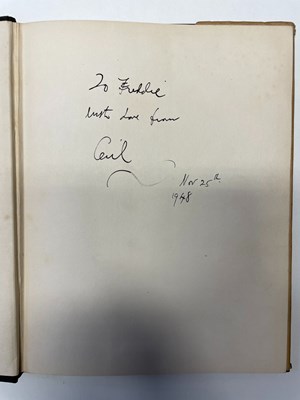 To Freddie
with love from
Cecil
Nov 25th
1948